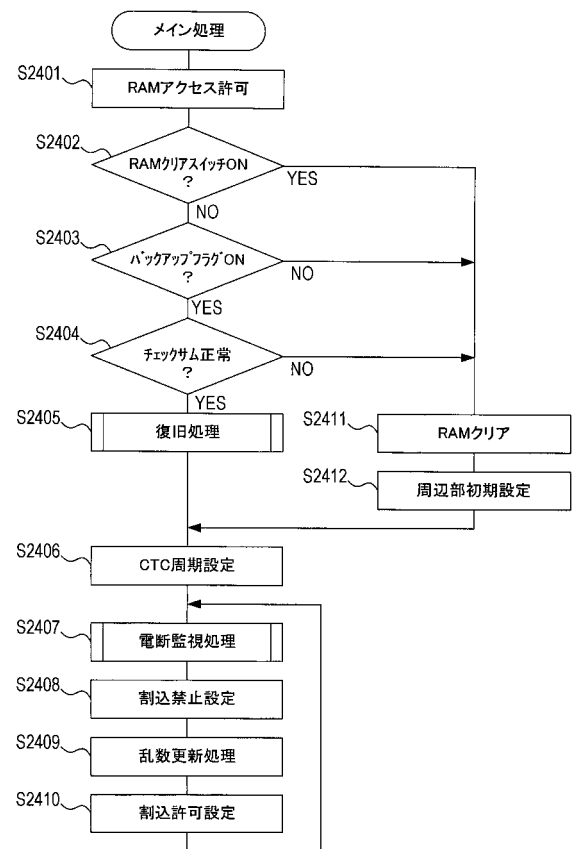 メイン処理
S2401
RAMアクセス許可
S2402
RAMクリアスイッチON
?
YES
NO
S2403
バックアップフラグON
?
NO
YES
S2404
チェックサム正常
?
NO
YES
S2405
復旧処理
S2411
RAMクリア
S2412
周辺部初期設定
S2406
CTC周期設定
S2407
電断監視処理
S2408
割込禁止設定
S2409
乱数更新処理
S2410
割込許可設定